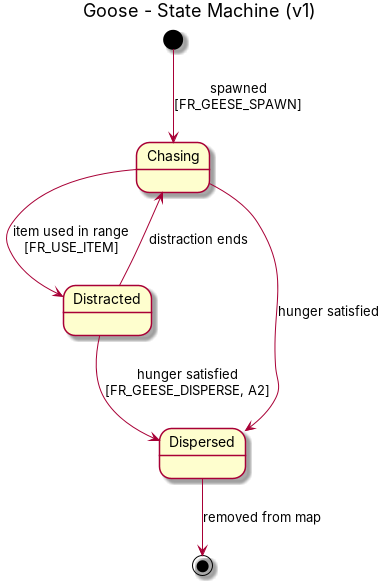 Goose - State Machine (v1)
spawned
[FR_GEESE_SPAWN]
Chasing
item used in range
[FR_USE_ITEM]
distraction ends
Distracted
hunger satisfied
hunger satisfied
[FR_GEESE_DISPERSE, A2]
Dispersed
removed from map